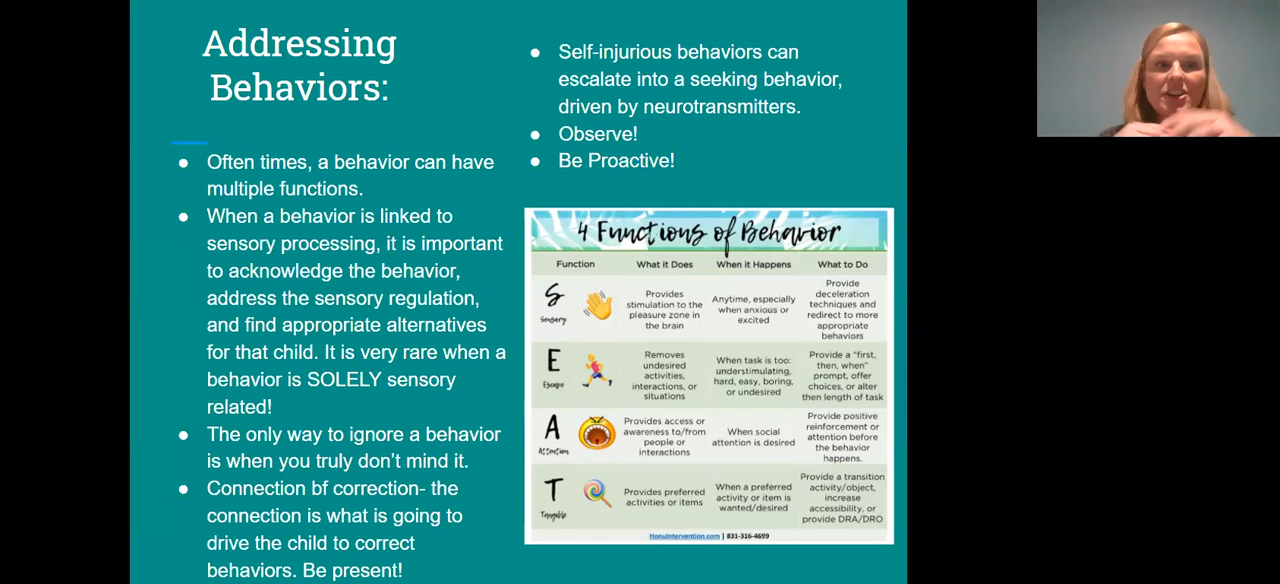 Addressing
Behaviors:
● Often times, a behavior can have
multiple functions.
● When a behavior is linked to
sensory processing, it is important
to acknowledge the behavior,
address the sensory regulation,
and find appropriate alternatives
for that child. It is very rare when a
behavior is SOLELY sensory
related!
● The only way to ignore a behavior
is when you truly don't mind it.
● Connection bf correction- the
connection is what is going to
drive the child to correct
behaviors. Be present!
● Self-injurious behaviors can
escalate into a seeking behavior,
driven by neurotransmitters.
● Observe!
● Be Proactive!
4 Functions of Behavior
Function What it Does When it Happens What to Do
S
Sensory
Provides
stimulation to the
pleasure zone in
the brain
Anytime, especially
when anxious or
excited
Provide
deceleration
techniques and
redirect to more
appropriate
behaviors
E
Escape
Removes
undesired
activities,
interactions, or
situations
When task is too:
understimulating,
hard, easy, boring,
or undesired
Provide a "first,
then, when"
prompt, offer
choices, or alter
then length of task
A
Attention
Provides access or
awareness to/from
people or
interactions
When social
attention is desired
Provide positive
reinforcement or
attention before
the behavior
happens.
T
Tangible
Provides preferred
activities or items
When a preferred
activity or item is
wanted/desired
Provide a transition
activity/object,
increase
accessibility, or
provide DRA/DRO
HanuIntervention.com | 831-316-4699